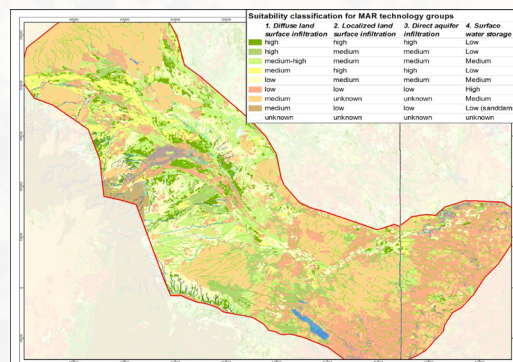 Suitability classification for MAR technology groups
1. Diffuse land surface infiltration 2. Localized land surface infiltration 3. Direct aquifer infiltration 4. Surface water storage
high high high Low
high medium medium Low
medium-high medium medium Medium
medium high high Low
low medium medium Medium
low low low High
medium unknown unknown Medium
medium low low Low (sanddam
unknown unknown unknown unknown